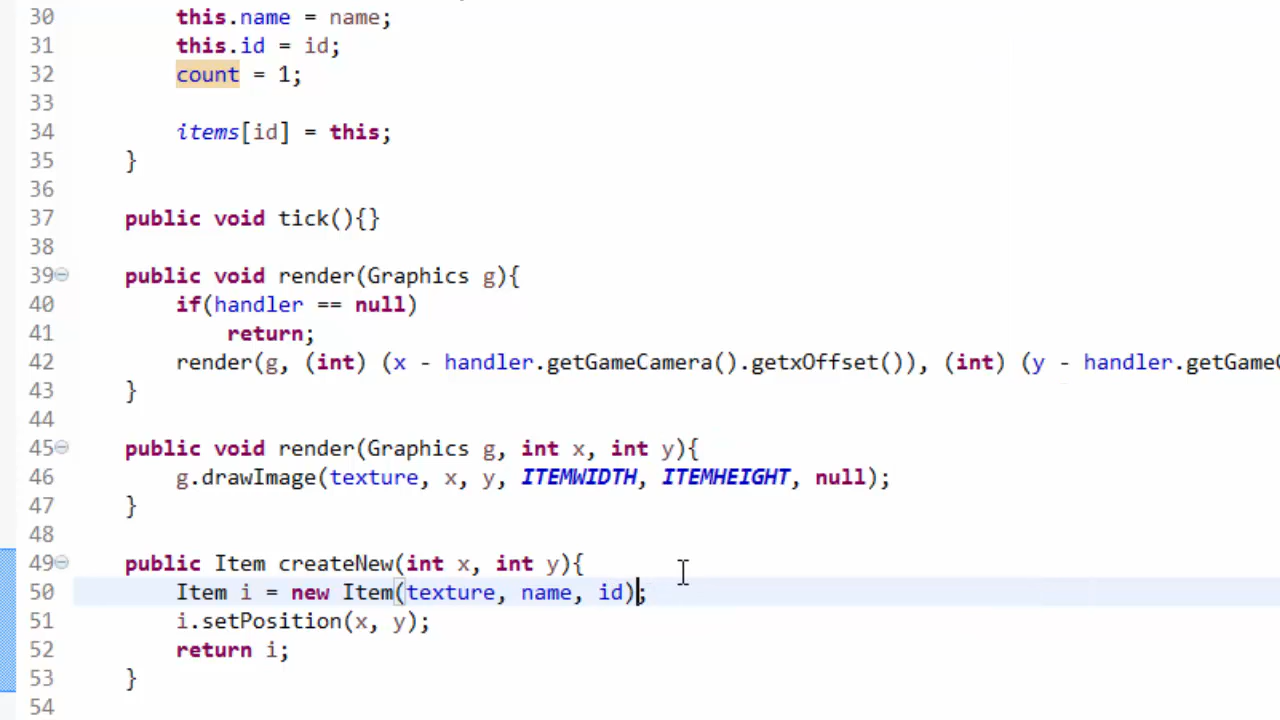 30 this.name = name;
31 this.id = id;
32 count = 1;
33
34 items[id] = this;
35 }
36
37 public void tick(){}
38
39 public void render(Graphics g){
40 if(handler == null)
41 return;
42 render(g, (int) (x - handler.getGameCamera().getxOffset()), (int) (y - handler.getGame
43 }
44
45 public void render(Graphics g, int x, int y){
46 g.drawImage(texture, x, y, ITEMWIDTH, ITEMHEIGHT, null);
47 }
48
49 public Item createNew(int x, int y){
50 Item i = new Item(texture, name, id);
51 i.setPosition(x, y);
52 return i;
53 }
54